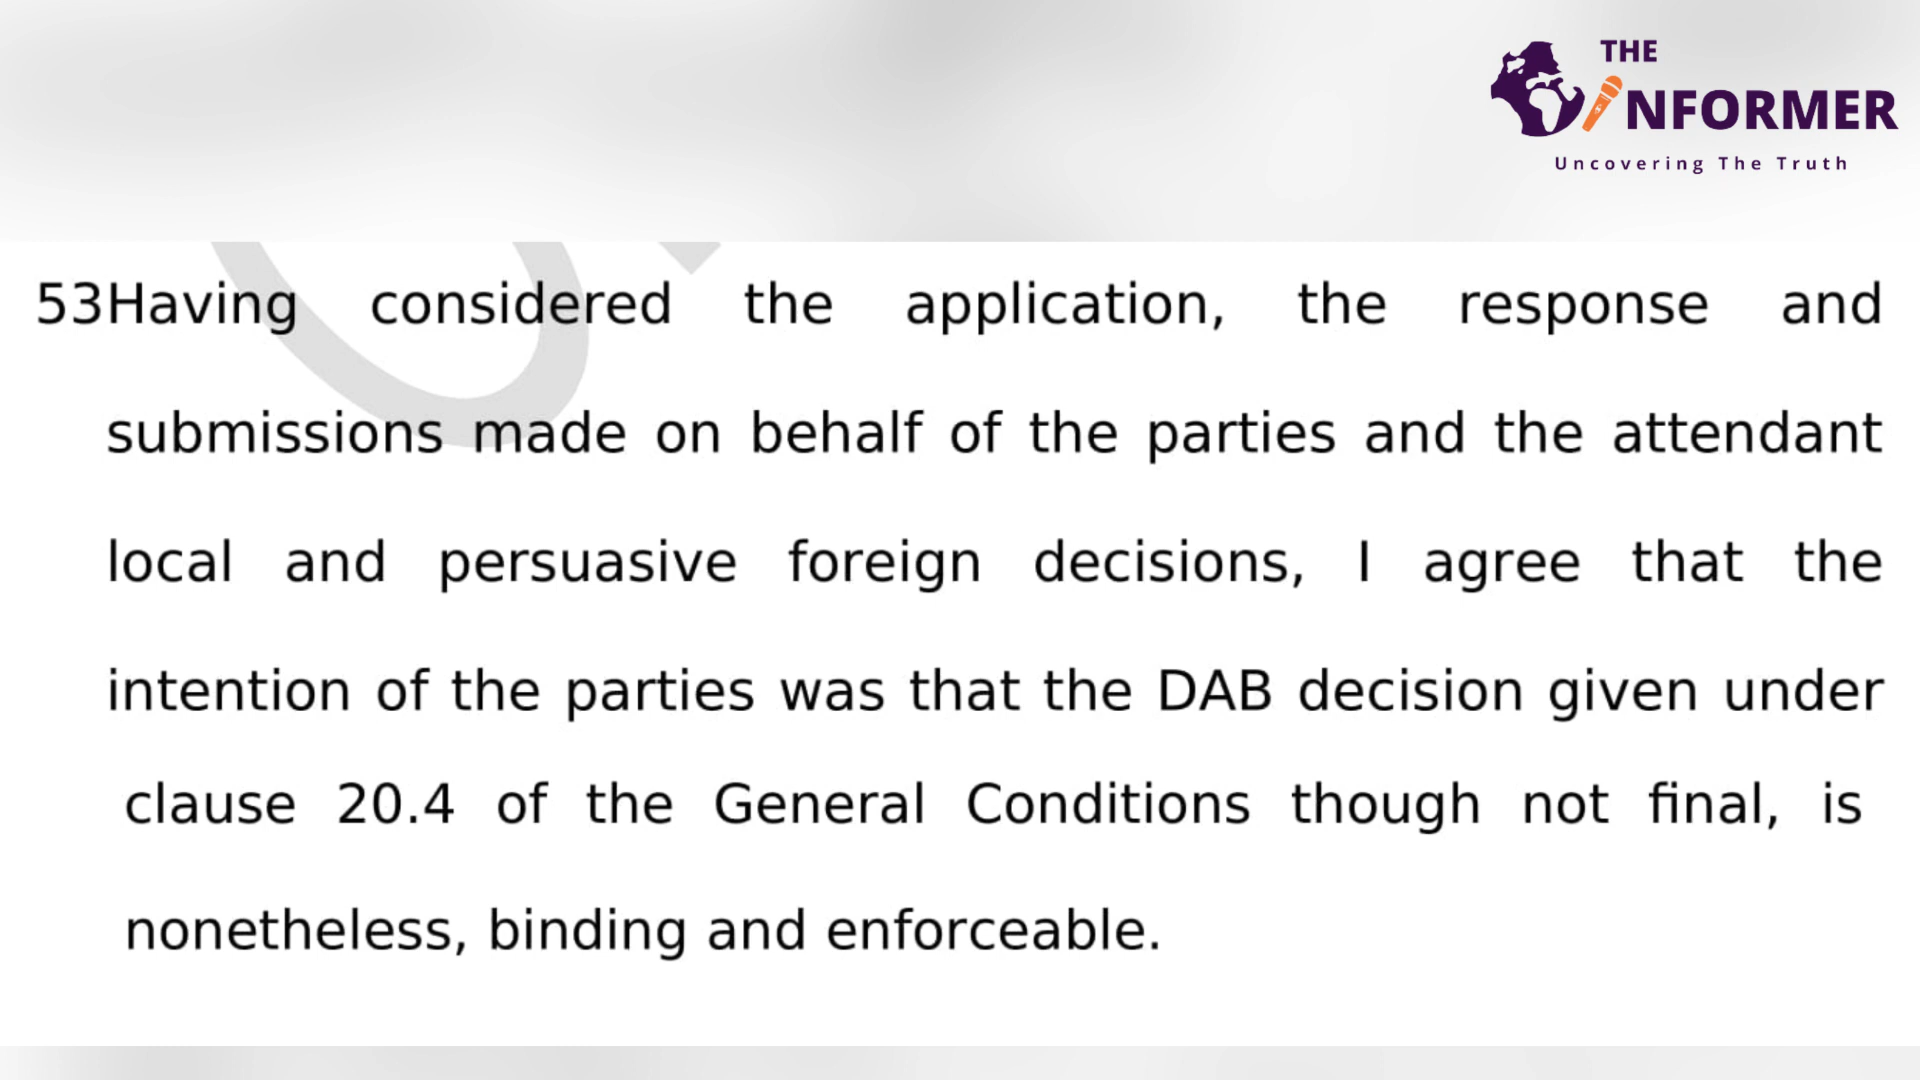 THE
INFORMER
Uncovering The Truth
53Having considered the application, the response and
submissions made on behalf of the parties and the attendant
local and persuasive foreign decisions, I agree that the
intention of the parties was that the DAB decision given under
clause 20.4 of the General Conditions though not final, is
nonetheless, binding and enforceable.